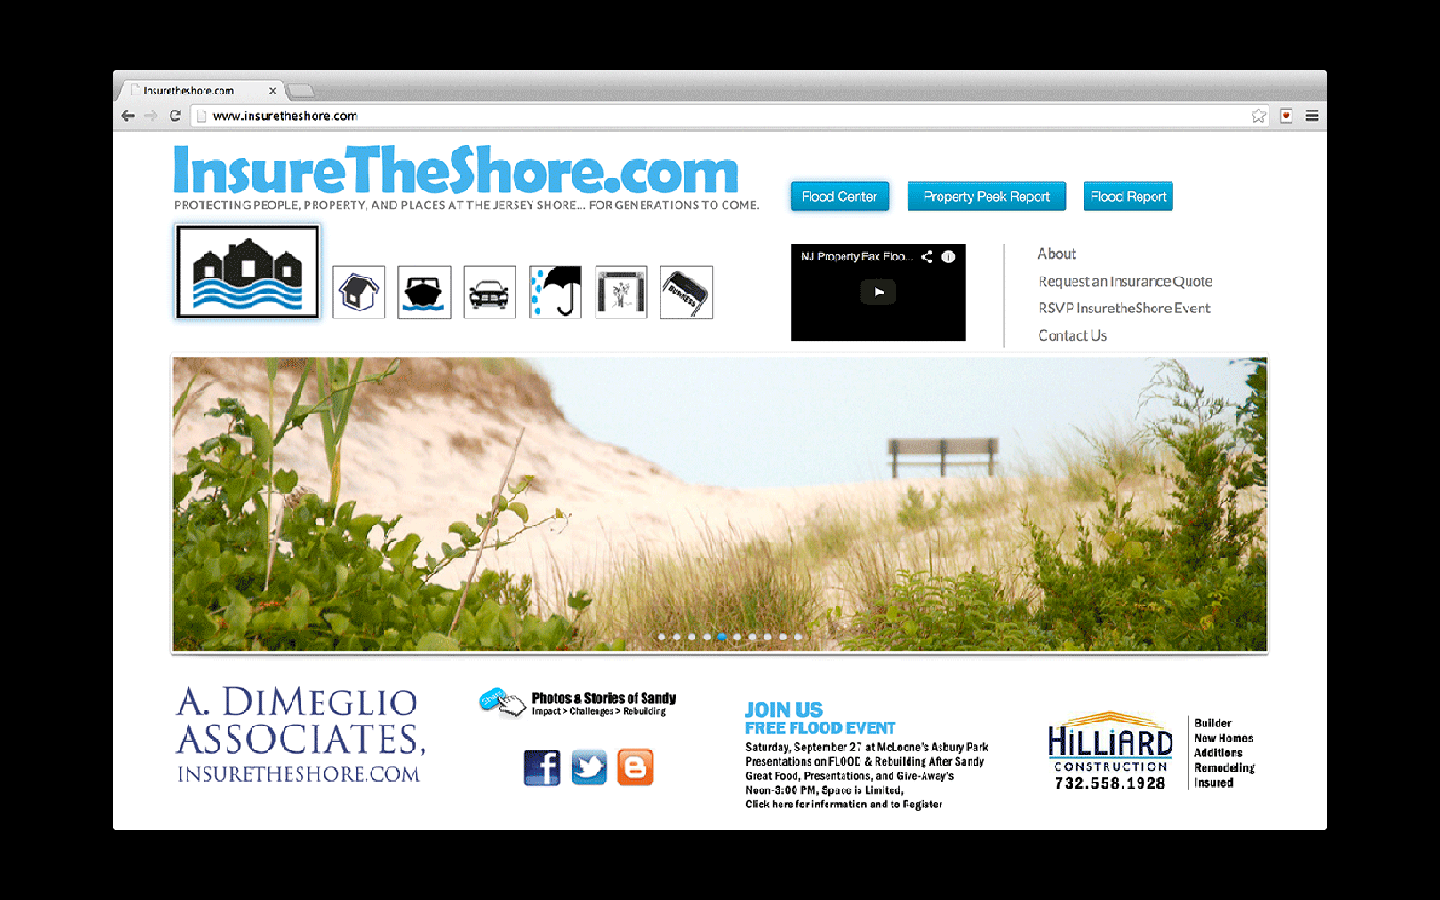 Insuretheshore.com
www.insuretheshore.com
InsureTheShore.com
PROTECTING PEOPLE, PROPERTY, AND PLACES AT THE JERSEY SHORE... FOR GENERATIONS TO COME.
Flood Center
Property Peek Report
Flood Report
NJ Property Fax Floo...
About
Request an Insurance Quote
RSVP InsuretheShore Event
Contact Us
BUSINESS
A. DIMEGLIO
ASSOCIATES,
INSURETHESHORE.COM
Share
Photos & Stories of Sandy
Impact > Challenges > Rebuilding
JOIN US
FREE FLOOD EVENT
Saturday, September 27 at McLoone's Asbury Park
Presentations on FLOOD & Rebuilding After Sandy
Great Food, Presentations, and Give-Away's
Noon-3:00 PM, Space is Limited,
Click here for information and to Register
HILLIARD
CONSTRUCTION
732.558.1928
Builder
New Homes
Additions
Remodeling
Insured